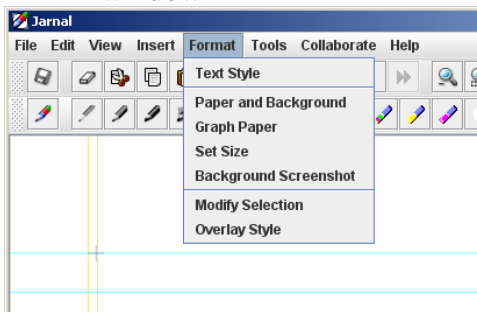 Jarnal
File Edit View Insert Format Tools Collaborate Help
Text Style
Paper and Background
Graph Paper
Set Size
Background Screenshot
Modify Selection
Overlay Style